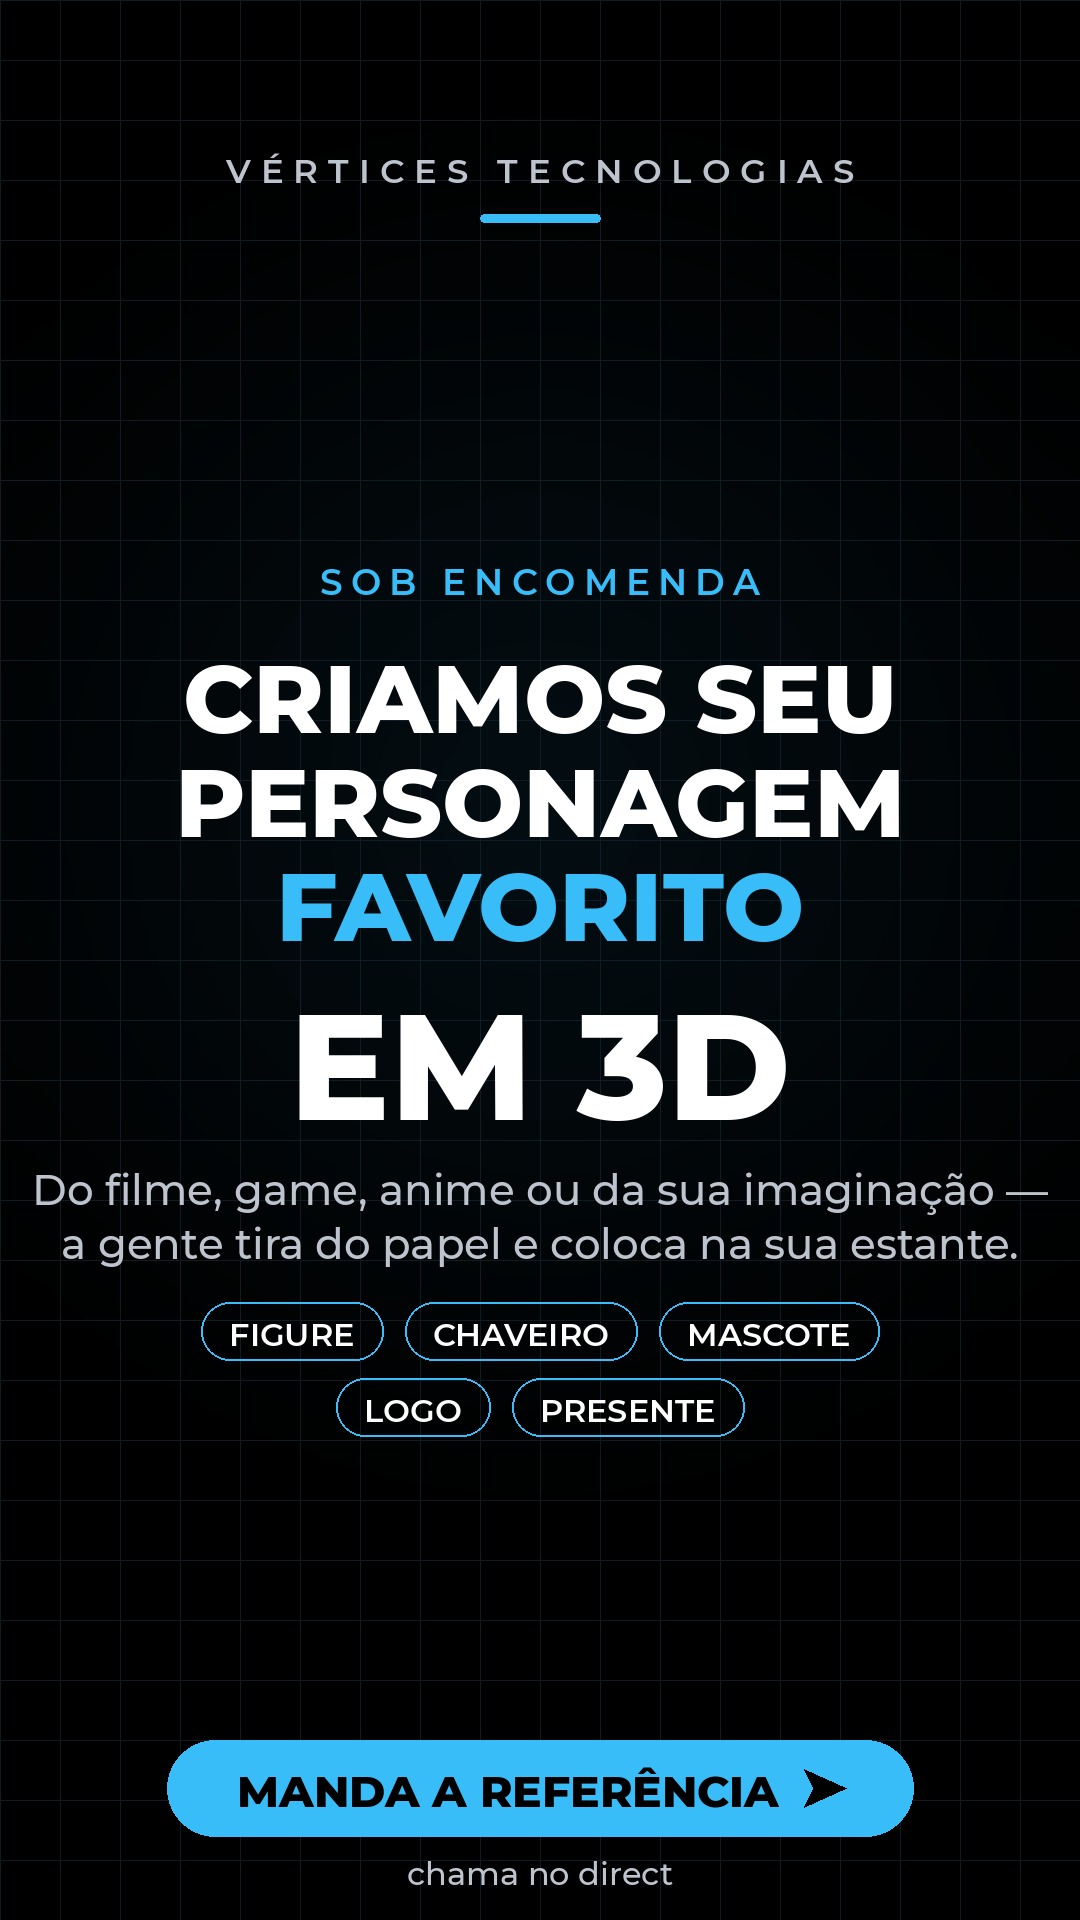 VÉRTICES TECNOLOGIAS
SOB ENCOMENDA
CRIAMOS SEU
PERSONAGEM
FAVORITO
EM 3D
Do filme, game, anime ou da sua imaginação —
a gente tira do papel e coloca na sua estante.
FIGURE CHAVEIRO MASCOTE
LOGO PRESENTE
MANDA A REFERÊNCIA ➤
chama no direct